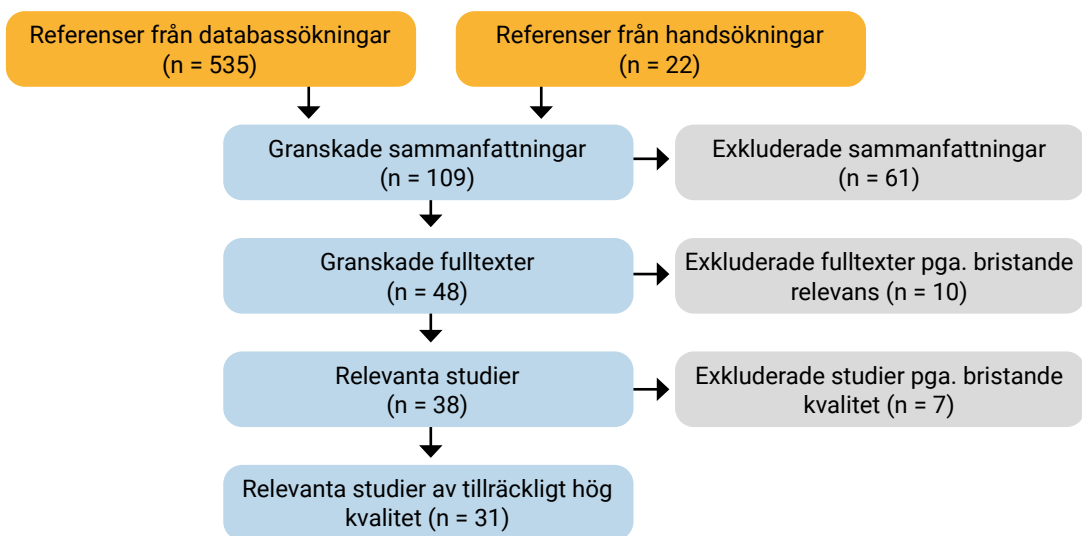 Referenser från databassökningar
(n = 535)
Referenser från handsökningar
(n = 22)
Granskade sammanfattningar
(n = 109)
Exkluderade sammanfattningar
(n = 61)
Granskade fulltexter
(n = 48)
Exkluderade fulltexter pga. bristande
relevans (n = 10)
Relevanta studier
(n = 38)
Exkluderade studier pga. bristande
kvalitet (n = 7)
Relevanta studier av tillräckligt hög
kvalitet (n = 31)